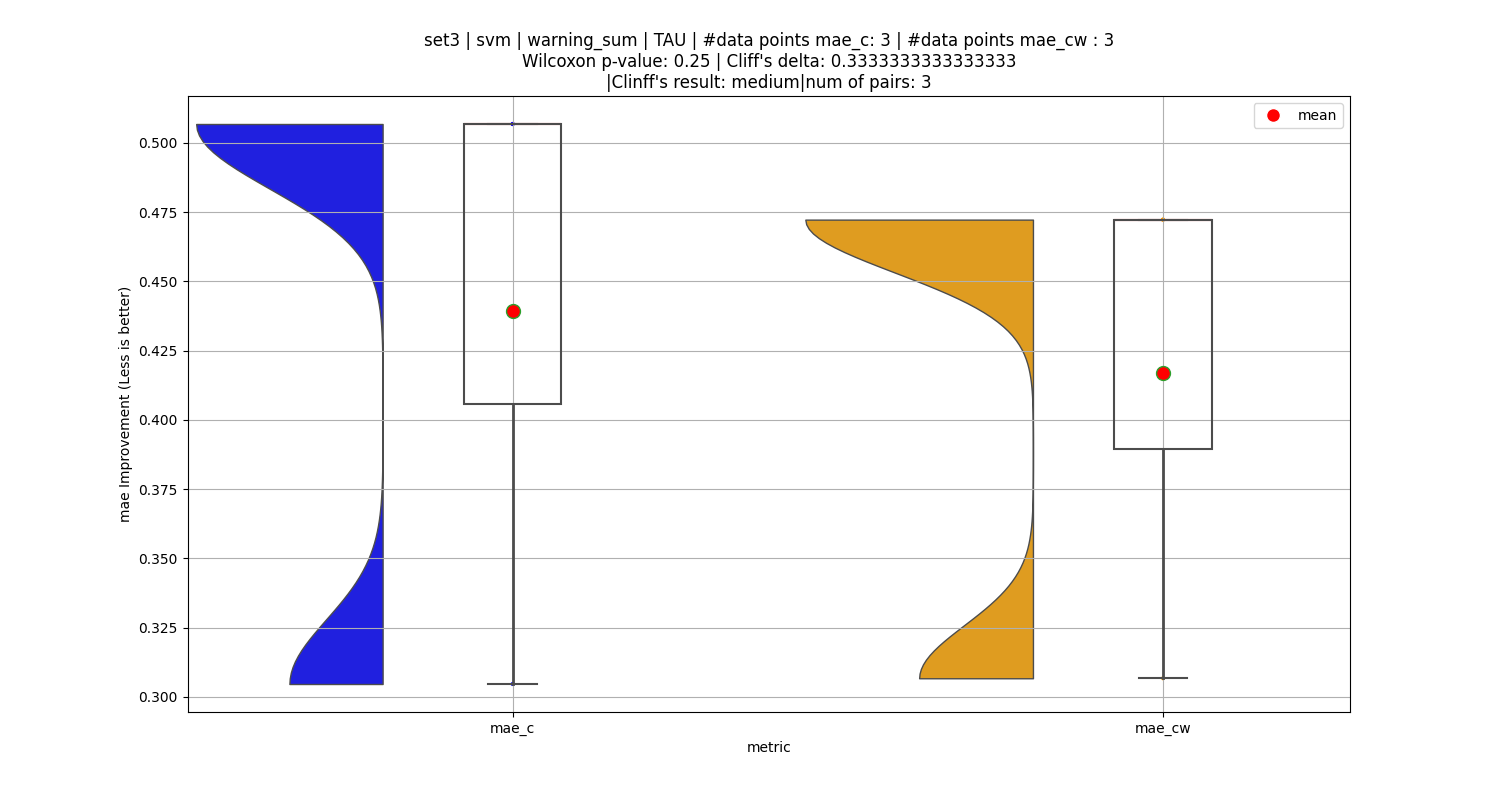 set3 | svm | warning_sum | TAU | #data points mae_c: 3 | #data points mae_cw : 3
Wilcoxon p-value: 0.25 | Cliff's delta: 0.3333333333333333
|Clinff's result: medium|num of pairs: 3
mean
0.500
0.475
0.450
0.425
0.400
0.375
0.350
0.325
0.300
mae Improvement (Less is better)
mae_c
mae_cw
metric